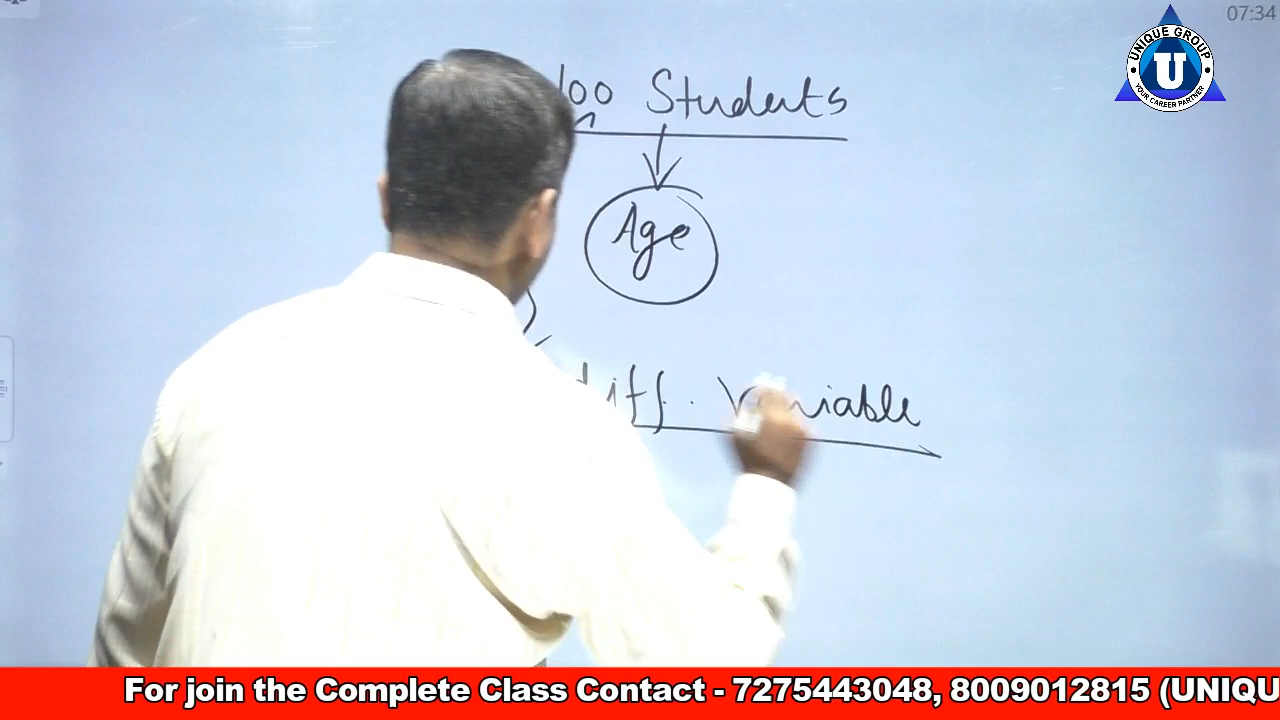 07:34
UNIQUE GROUP
U
YOUR CAREER PARTNER
100 Students
Age
diff. Variable
For join the Complete Class Contact - 7275443048, 8009012815 (UNIQU